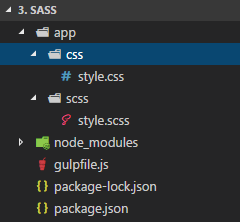 3. SASS
app
css
style.css
scss
style.scss
node_modules
gulpfile.js
package-lock.json
package.json